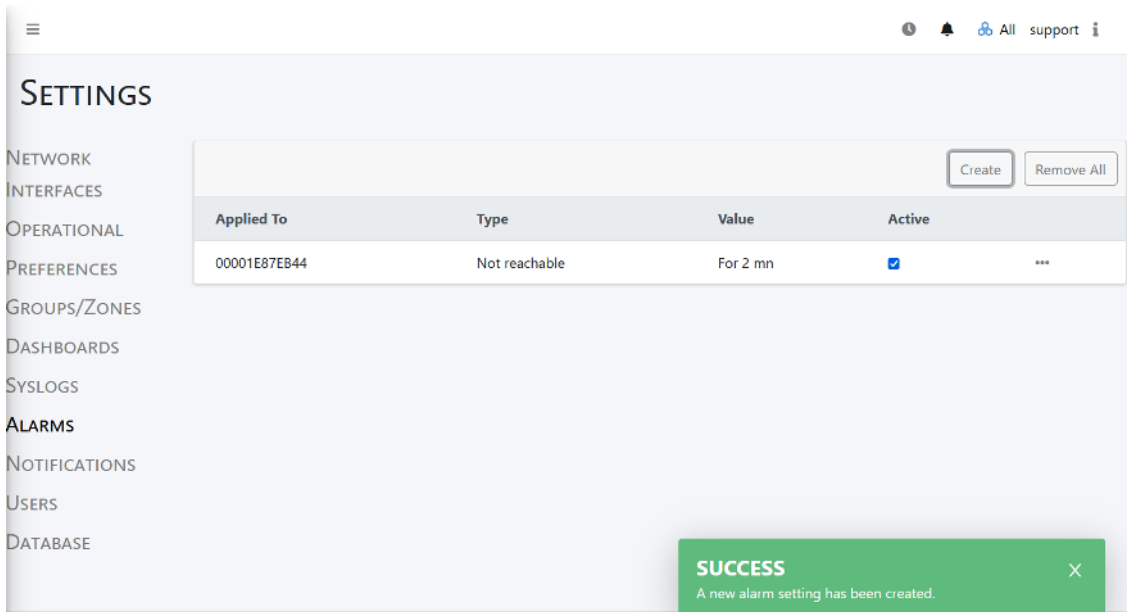 All support
SETTINGS
NETWORK
INTERFACES
OPERATIONAL
PREFERENCES
GROUPS/ZONES
DASHBOARDS
SYSLOGS
ALARMS
NOTIFICATIONS
USERS
DATABASE
Create Remove All
Applied To Type Value Active
00001E87EB44 Not reachable For 2 mn
SUCCESS
A new alarm setting has been created.